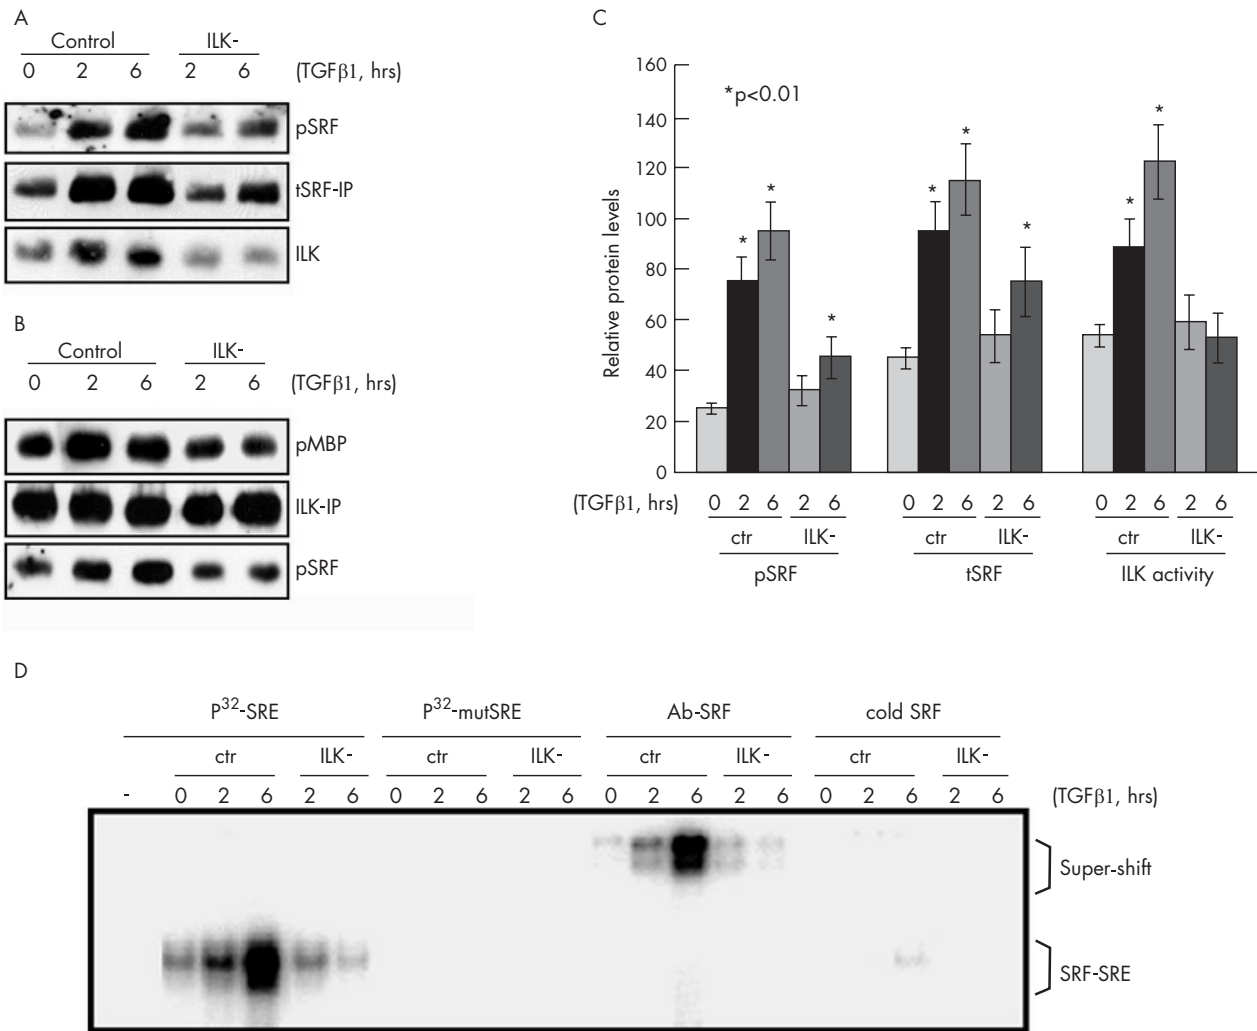 A
Control ILK-
0 2 6 2 6 (TGFβ1, hrs)
pSRF
tSRF-IP
ILK
B
Control ILK-
0 2 6 2 6 (TGFβ1, hrs)
pMBP
ILK-IP
pSRF
C
160
140
120
100
80
60
40
20
0
Relative protein levels
*p<0.01
* * * * * * * *
(TGFβ1, hrs) 0 2 6 2 6 0 2 6 2 6 0 2 6 2 6
ctr ILK- ctr ILK- ctr ILK-
pSRF tSRF ILK activity
D
P³²-SRE P³²-mutSRE Ab-SRF cold SRF
ctr ILK- ctr ILK- ctr ILK- ctr ILK-
- 0 2 6 2 6 0 2 6 2 6 0 2 6 2 6 0 2 6 2 6 (TGFβ1, hrs)
Super-shift
SRF-SRE